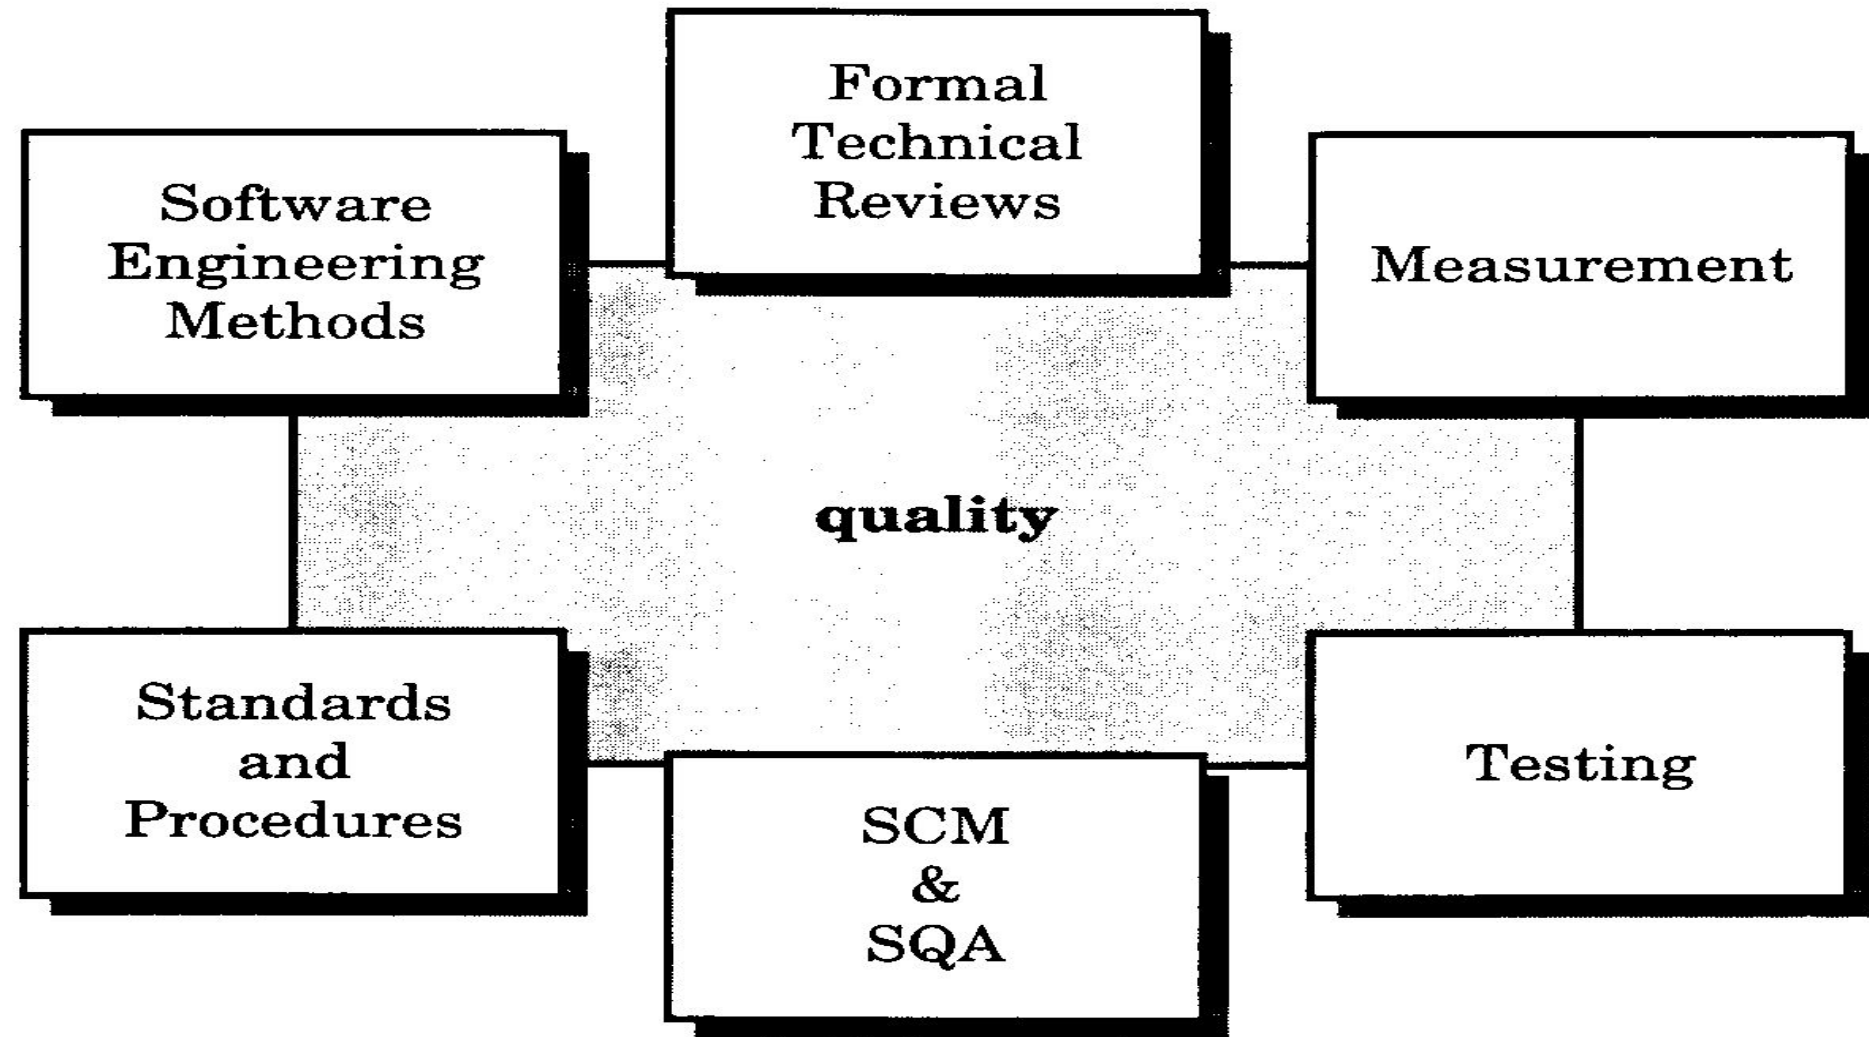 Formal
Technical
Reviews
Software
Engineering
Methods
Measurement
quality
Standards
and
Procedures
SCM
&
SQA
Testing